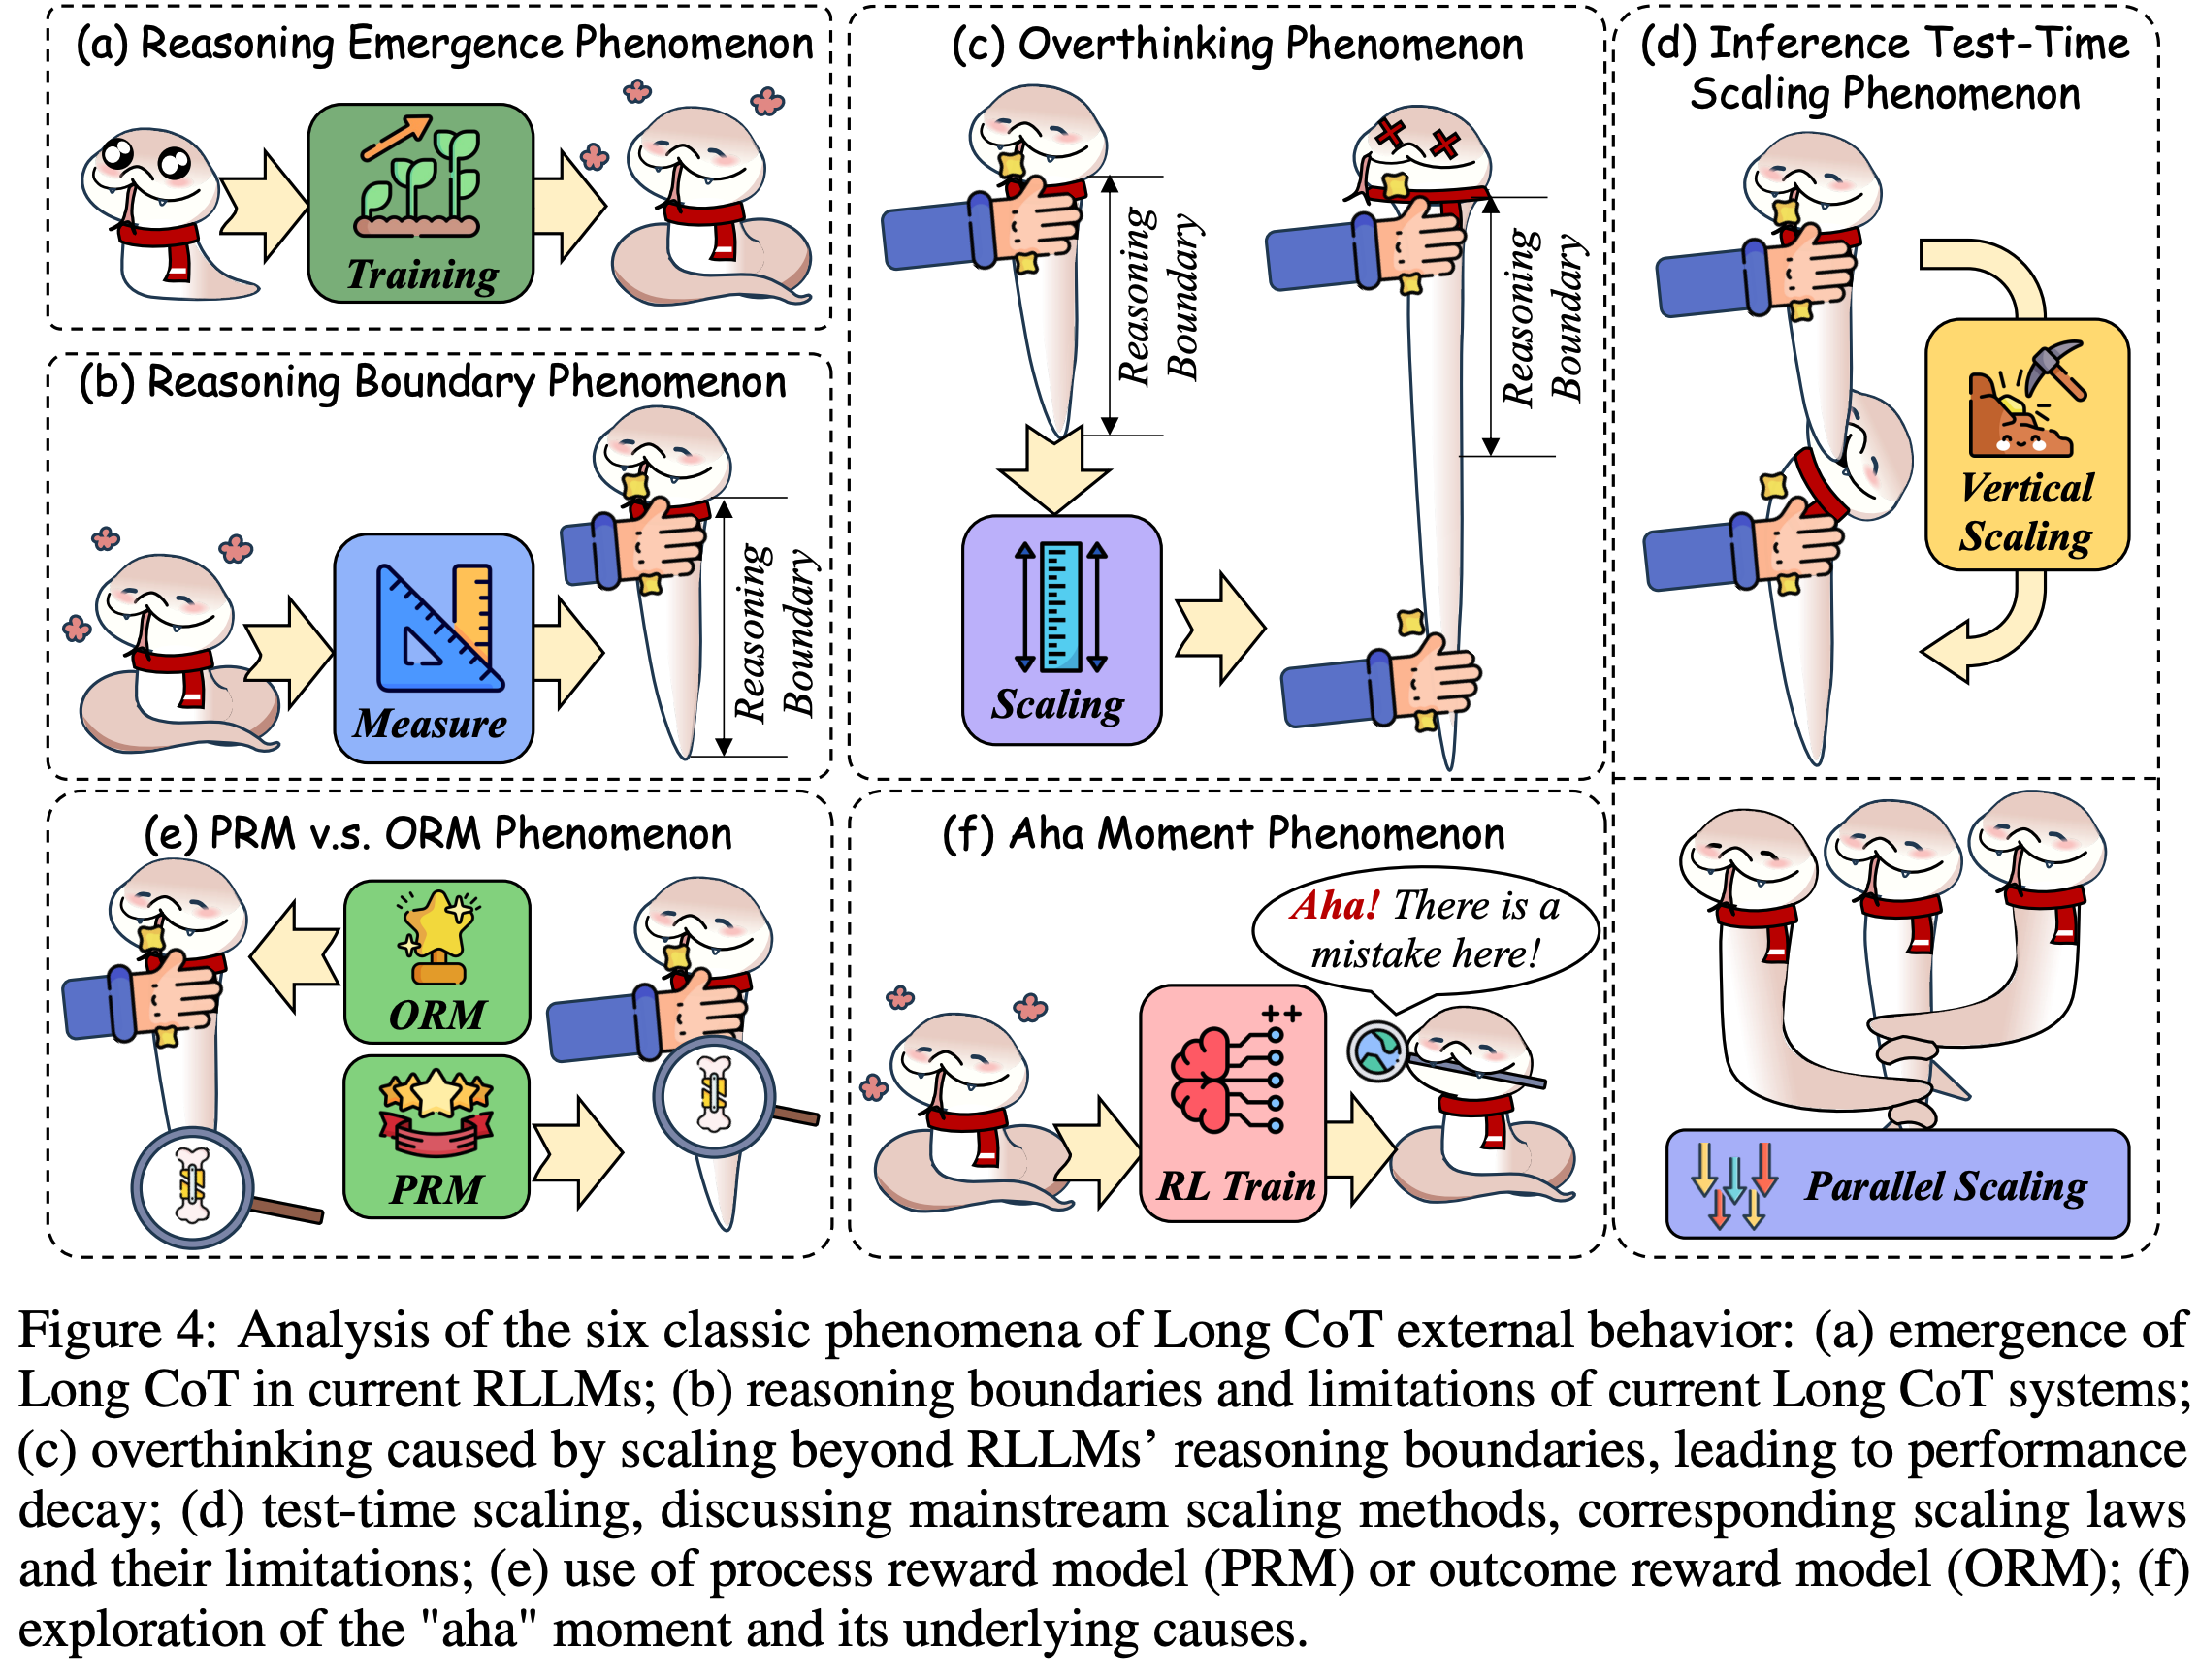 (a) Reasoning Emergence Phenomenon
Training
(b) Reasoning Boundary Phenomenon
Measure
Reasoning
Boundary
(c) Overthinking Phenomenon
Reasoning
Boundary
Scaling
Reasoning
Boundary
(d) Inference Test-Time
Scaling Phenomenon
Vertical
Scaling
Parallel Scaling
(e) PRM v.s. ORM Phenomenon
ORM
PRM
(f) Aha Moment Phenomenon
Aha! There is a
mistake here!
++
RL Train
Figure 4: Analysis of the six classic phenomena of Long CoT external behavior: (a) emergence of
Long CoT in current RLLMs; (b) reasoning boundaries and limitations of current Long CoT systems;
(c) overthinking caused by scaling beyond RLLMs’ reasoning boundaries, leading to performance
decay; (d) test-time scaling, discussing mainstream scaling methods, corresponding scaling laws
and their limitations; (e) use of process reward model (PRM) or outcome reward model (ORM); (f)
exploration of the "aha" moment and its underlying causes.